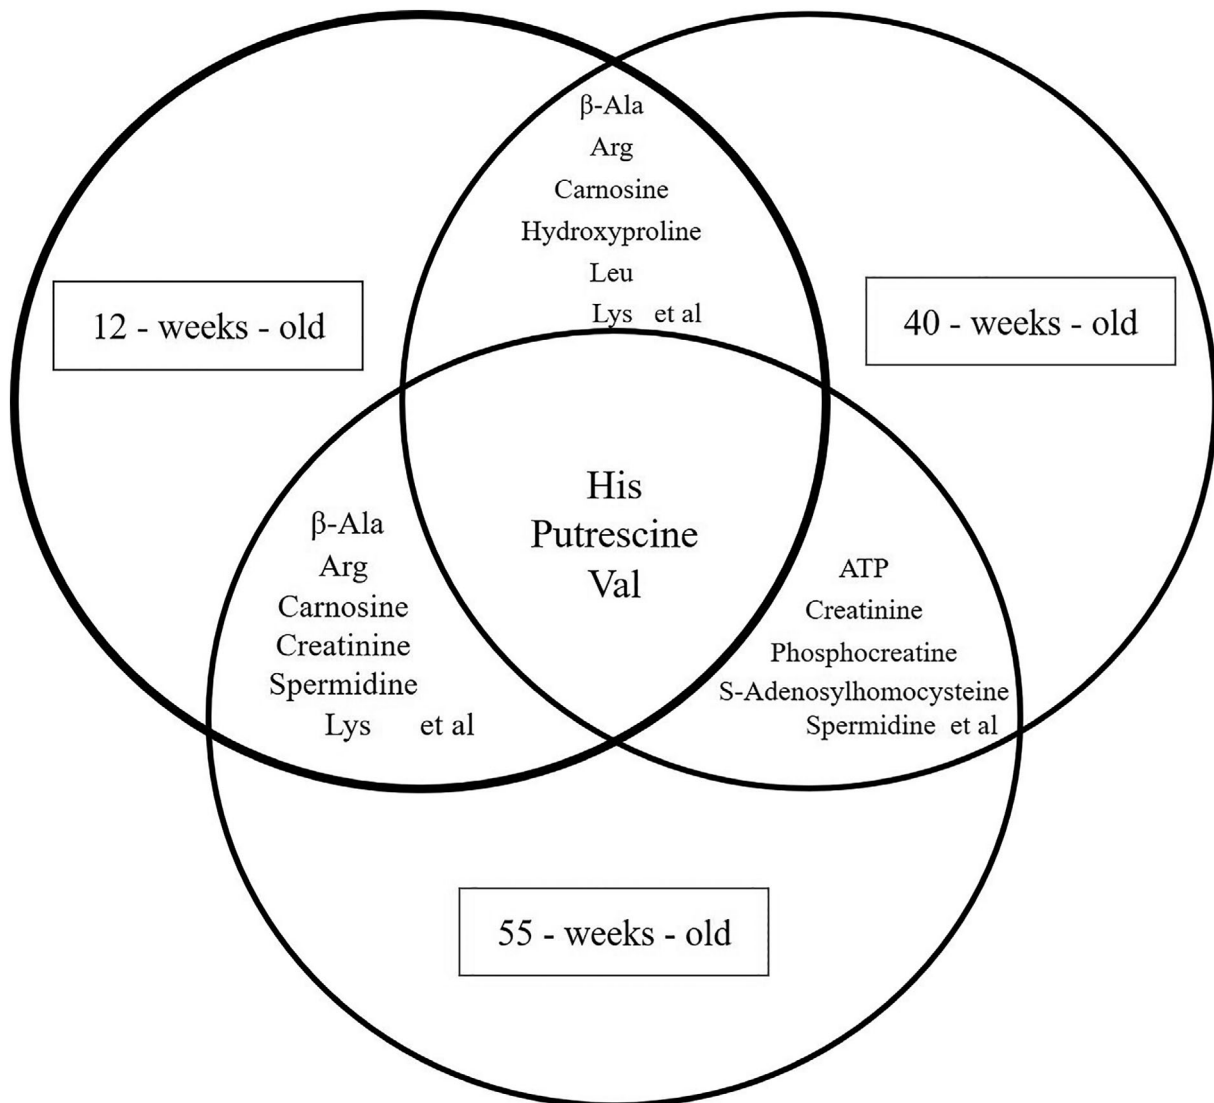 β-Ala
Arg
Carnosine
Hydroxyproline
Leu
Lys et al
12 - weeks - old
40 - weeks - old
His
Putrescine
Val
β-Ala
Arg
Carnosine
Creatinine
Spermidine
Lys et al
ATP
Creatinine
Phosphocreatine
S-Adenosylhomocysteine
Spermidine et al
55 - weeks - old